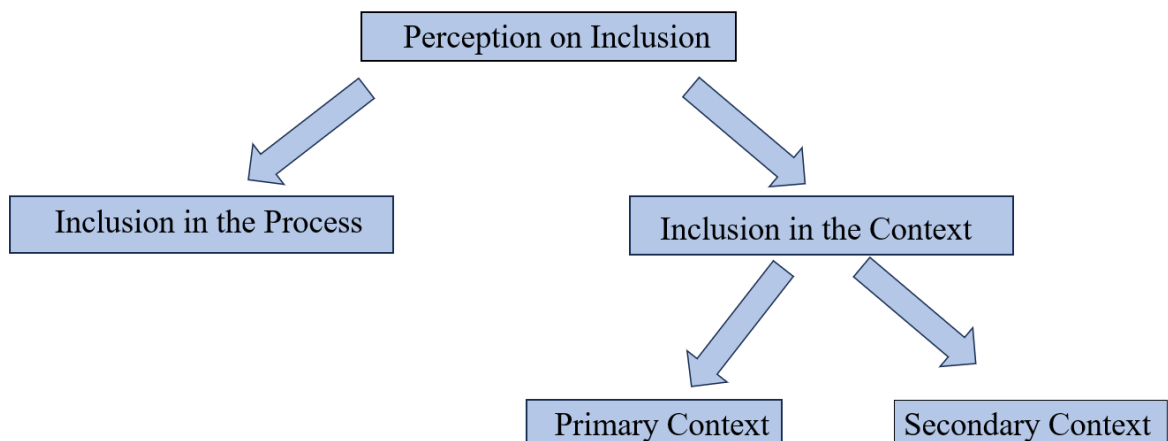 Perception on Inclusion
Inclusion in the Process
Inclusion in the Context
Primary Context
Secondary Context